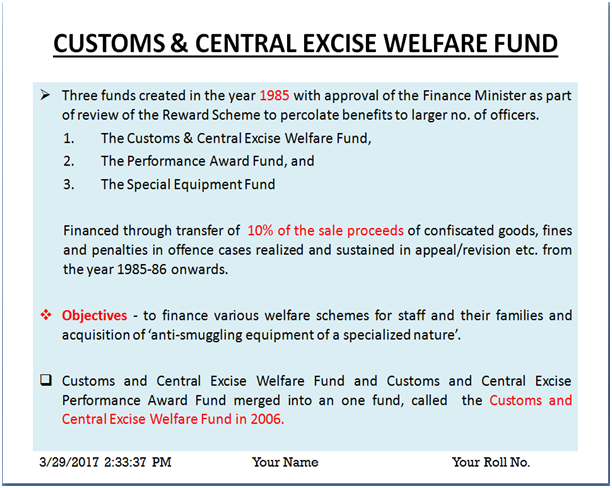 CUSTOMS & CENTRAL EXCISE WELFARE FUND
Three funds created in the year 1985 with approval of the Finance Minister as part
of review of the Reward Scheme to percolate benefits to larger no. of officers.
1. The Customs & Central Excise Welfare Fund,
2. The Performance Award Fund, and
3. The Special Equipment Fund
Financed through transfer of 10% of the sale proceeds of confiscated goods, fines
and penalties in offence cases realized and sustained in appeal/revision etc. from
the year 1985-86 onwards.
Objectives - to finance various welfare schemes for staff and their families and
acquisition of ‘anti-smuggling equipment of a specialized nature’.
Customs and Central Excise Welfare Fund and Customs and Central Excise
Performance Award Fund merged into an one fund, called the Customs and
Central Excise Welfare Fund in 2006.
3/29/2017 2:33:37 PM Your Name Your Roll No.